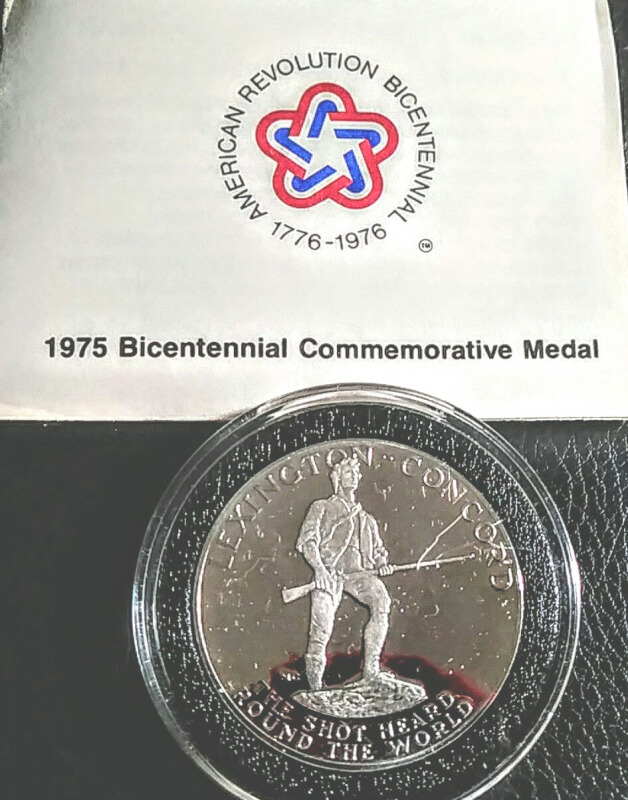 AMERICAN REVOLUTION BICENTENNIAL
1776-1976
TM
1975 Bicentennial Commemorative Medal
LEXINGTON - CONCORD
THE SHOT HEARD
'ROUND THE WORLD